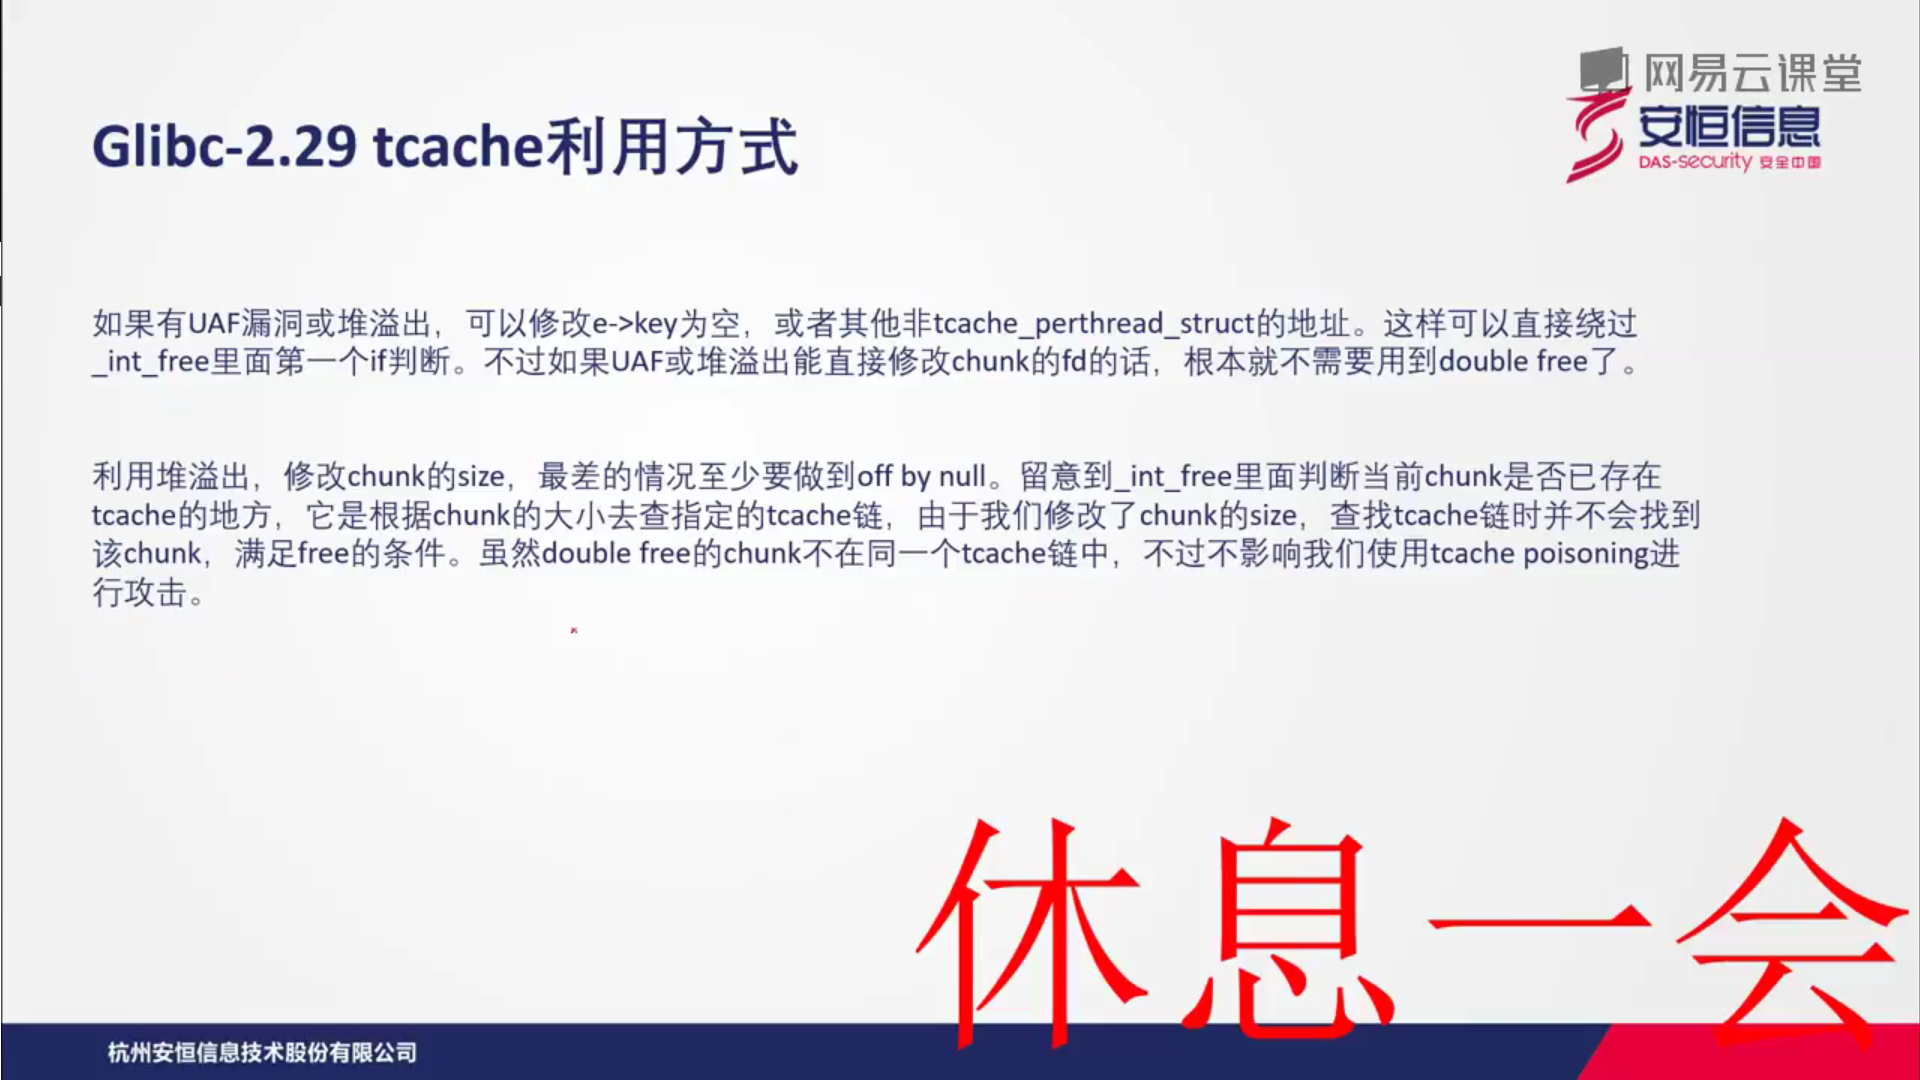 网易云课堂
安恒信息
DAS-security 安全中国
Glibc-2.29 tcache利用方式
如果有UAF漏洞或堆溢出，可以修改e->key为空，或者其他非tcache_perthread_struct的地址。这样可以直接绕过
_int_free里面第一个if判断。不过如果UAF或堆溢出能直接修改chunk的fd的话，根本就不需要用到double free了。
利用堆溢出，修改chunk的size，最差的情况至少要做到off by null。留意到_int_free里面判断当前chunk是否已存在
tcache的地方，它是根据chunk的大小去查指定的tcache链，由于我们修改了chunk的size，查找tcache链时并不会找到
该chunk，满足free的条件。虽然double free的chunk不在同一个tcache链中，不过不影响我们使用tcache poisoning进
行攻击。
休息一会
杭州安恒信息技术股份有限公司